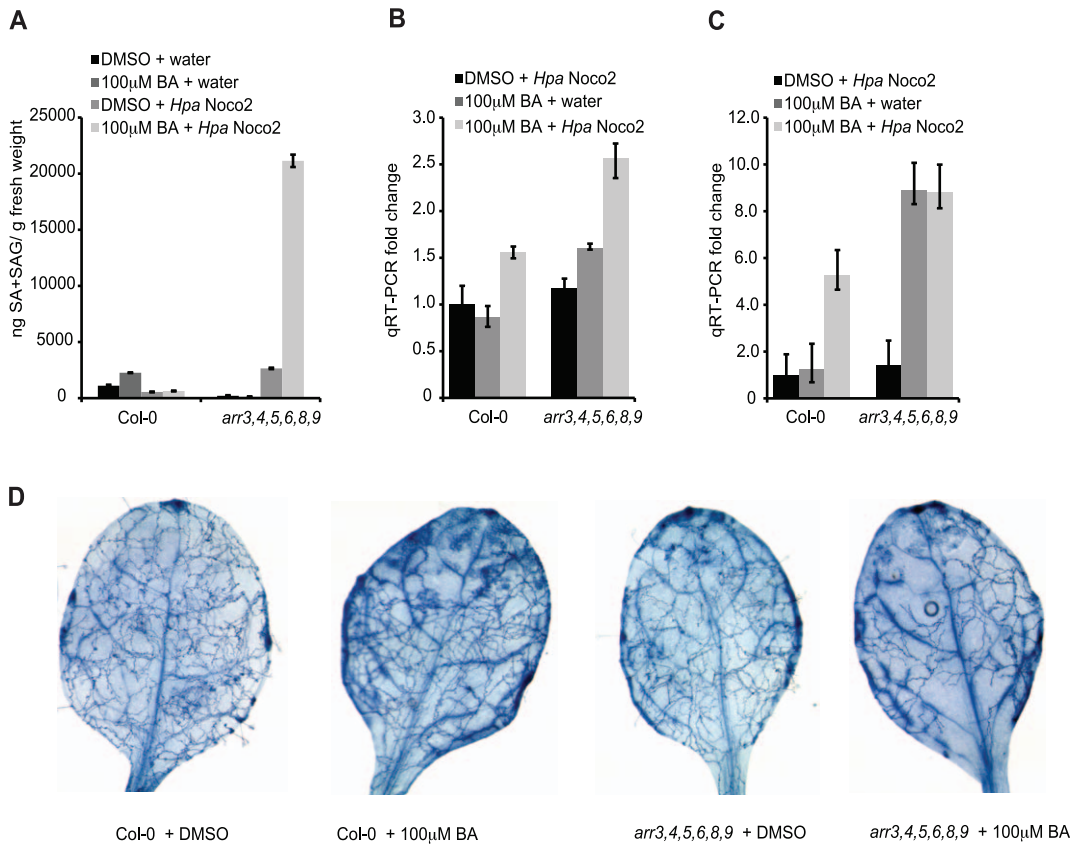 A
DMSO + water
100μM BA + water
DMSO + Hpa Noco2
100μM BA + Hpa Noco2
ng SA+SAG/ g fresh weight
25000
20000
15000
10000
5000
0
Col-0
arr3,4,5,6,8,9
B
DMSO + Hpa Noco2
100μM BA + water
100μM BA + Hpa Noco2
qRT-PCR fold change
3.0
2.5
2.0
1.5
1.0
0.5
0
Col-0
arr3,4,5,6,8,9
C
DMSO + Hpa Noco2
100μM BA + water
100μM BA + Hpa Noco2
qRT-PCR fold change
12.0
10.0
8.0
6.0
4.0
2.0
0
Col-0
arr3,4,5,6,8,9
D
Col-0 + DMSO
Col-0 + 100μM BA
arr3,4,5,6,8,9 + DMSO
arr3,4,5,6,8,9 + 100μM BA